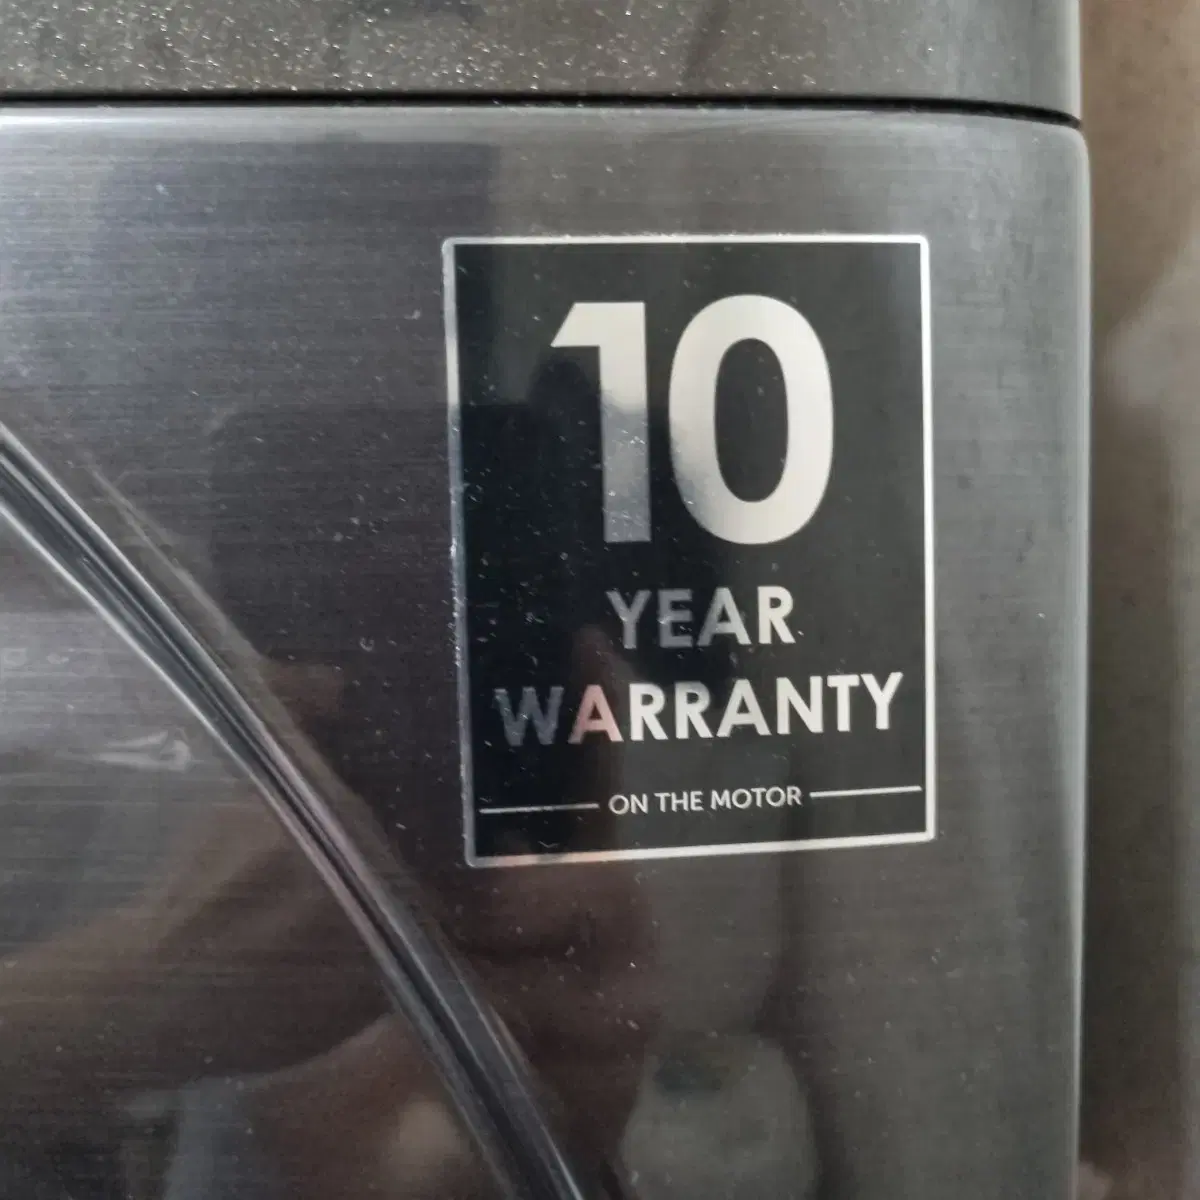 10
YEAR
WARRANTY
ON THE MOTOR